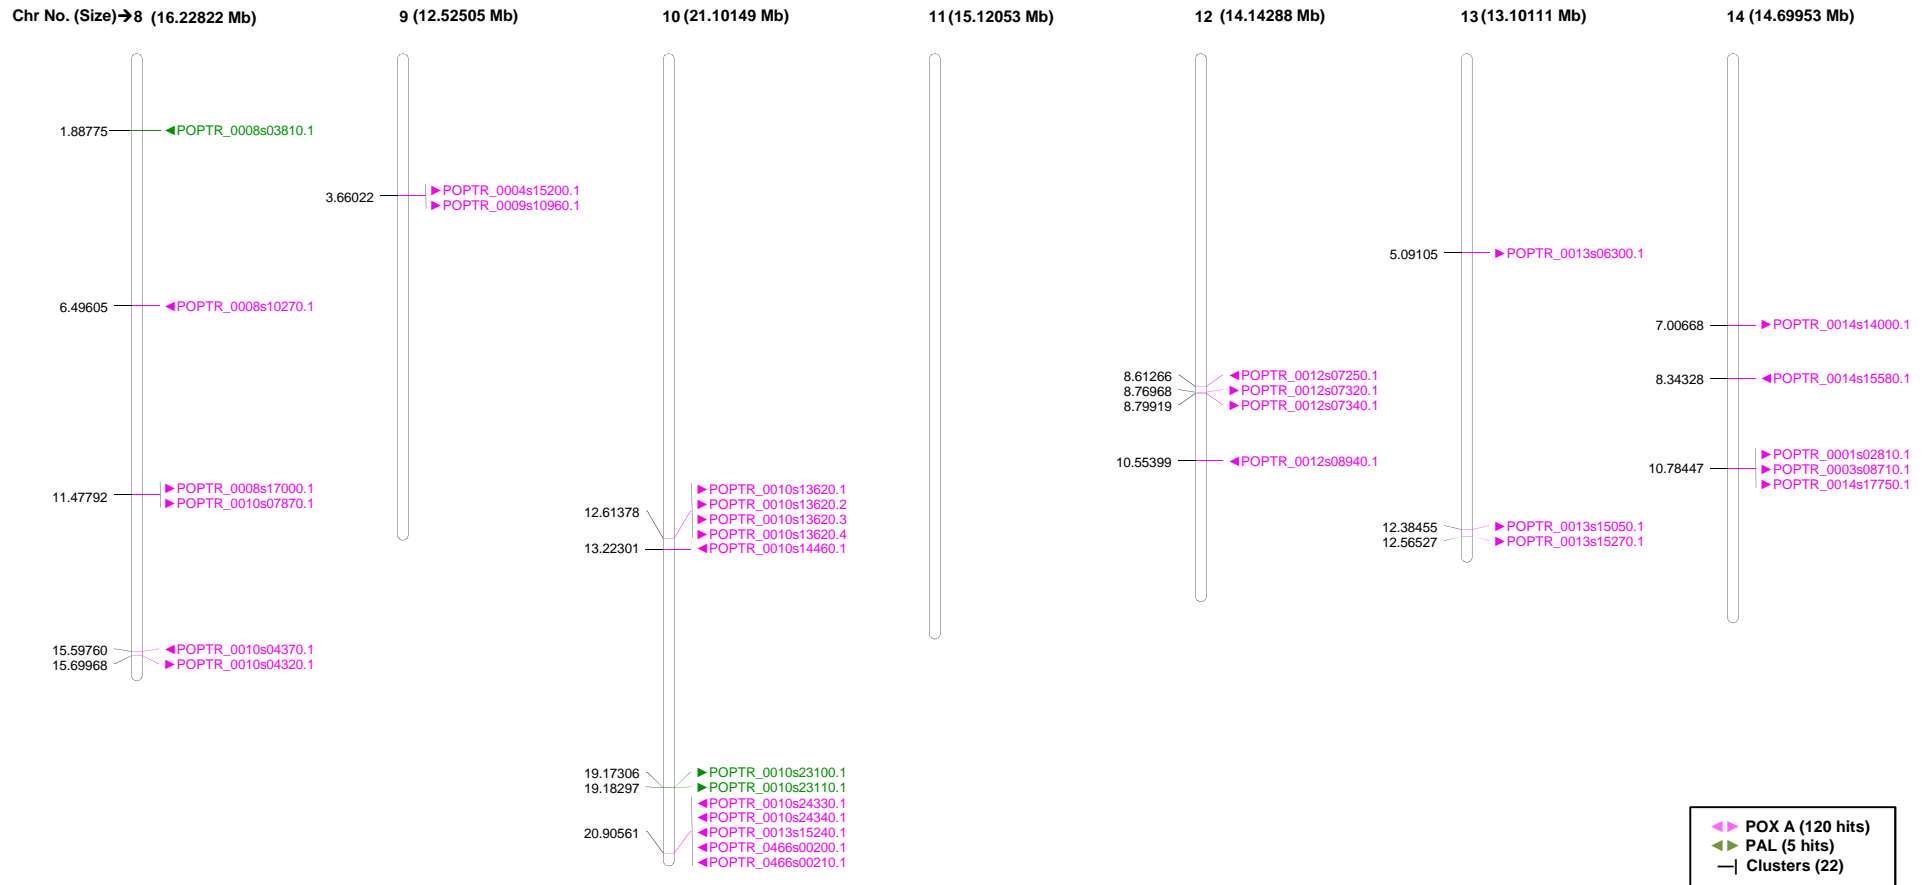 Chr No. (Size)→8 (16.22822 Mb)
9 (12.52505 Mb)
10 (21.10149 Mb)
11 (15.12053 Mb)
12 (14.14288 Mb)
13 (13.10111 Mb)
14 (14.69953 Mb)
1.88775 ◄POPTR_0008s03810.1
6.49605 ◄POPTR_0008s10270.1
11.47792 ►POPTR_0008s17000.1
►POPTR_0010s07870.1
15.59760 ◄POPTR_0010s04370.1
15.69968 ►POPTR_0010s04320.1
3.66022 ►POPTR_0004s15200.1
►POPTR_0009s10960.1
12.61378 ►POPTR_0010s13620.1
►POPTR_0010s13620.2
►POPTR_0010s13620.3
►POPTR_0010s13620.4
13.22301 ◄POPTR_0010s14460.1
19.17306 ►POPTR_0010s23100.1
19.18297 ►POPTR_0010s23110.1
20.90561 ◄POPTR_0010s24330.1
◄POPTR_0010s24340.1
◄POPTR_0013s15240.1
◄POPTR_0466s00200.1
◄POPTR_0466s00210.1
8.61266 ◄POPTR_0012s07250.1
8.76968 ►POPTR_0012s07320.1
8.79919 ►POPTR_0012s07340.1
10.55399 ◄POPTR_0012s08940.1
5.09105 ►POPTR_0013s06300.1
12.38455 ►POPTR_0013s15050.1
12.56527 ►POPTR_0013s15270.1
7.00668 ►POPTR_0014s14000.1
8.34328 ◄POPTR_0014s15580.1
10.78447 ►POPTR_0001s02810.1
►POPTR_0003s08710.1
►POPTR_0014s17750.1
◄► POX A (120 hits)
◄► PAL (5 hits)
—| Clusters (22)